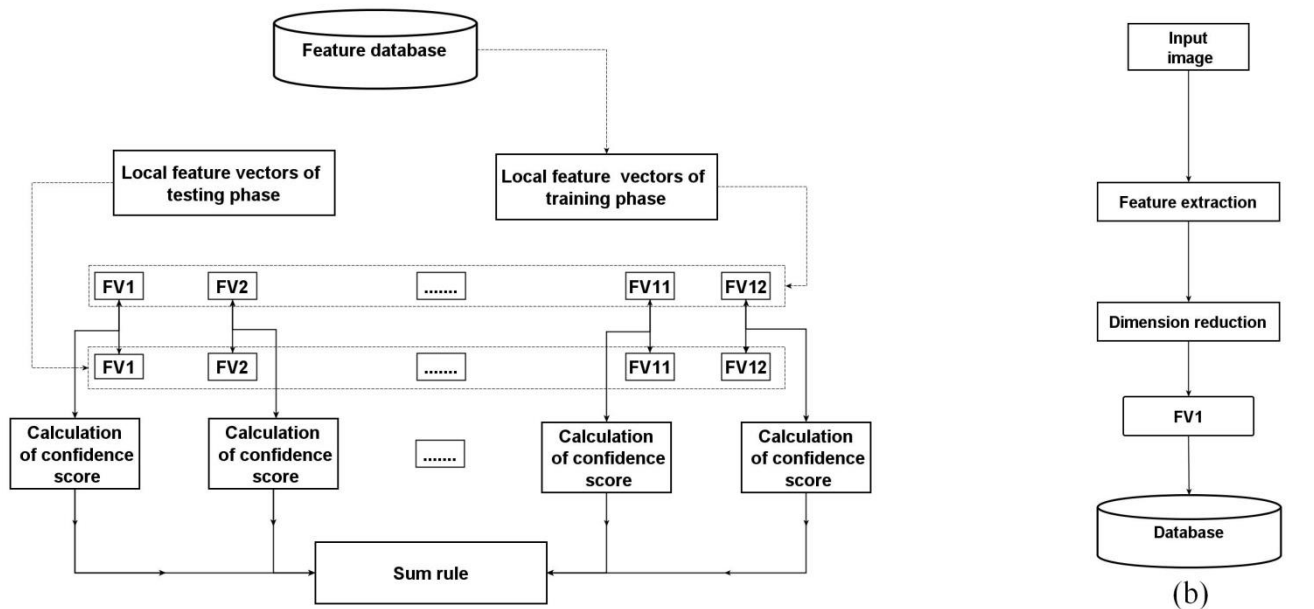 Feature database
Local feature vectors of
testing phase
Local feature vectors of
training phase
FV1
FV2
.......
FV11
FV12
FV1
FV2
.......
FV11
FV12
Calculation
of confidence
score
Calculation
of confidence
score
.......
Calculation
of confidence
score
Calculation
of confidence
score
Sum rule
Input
image
Feature extraction
Dimension reduction
FV1
Database
(b)